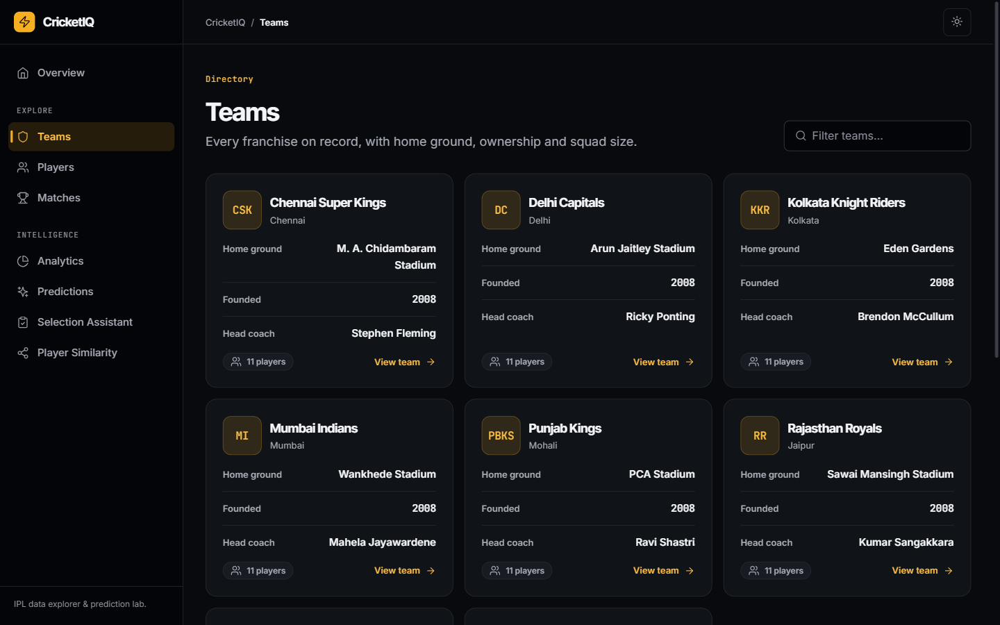 CricketIQ
CricketIQ / Teams
Overview
EXPLORE
Teams
Players
Matches
INTELLIGENCE
Analytics
Predictions
Selection Assistant
Player Similarity
IPL data explorer & prediction lab.
Directory
Teams
Every franchise on record, with home ground, ownership and squad size.
Filter teams...
CSK
Chennai Super Kings
Chennai
Home ground M. A. Chidambaram
Stadium
Founded 2008
Head coach Stephen Fleming
11 players View team
DC
Delhi Capitals
Delhi
Home ground Arun Jaitley Stadium
Founded 2008
Head coach Ricky Ponting
11 players View team
KKR
Kolkata Knight Riders
Kolkata
Home ground Eden Gardens
Founded 2008
Head coach Brendon McCullum
11 players View team
MI
Mumbai Indians
Mumbai
Home ground Wankhede Stadium
Founded 2008
Head coach Mahela Jayawardene
11 players View team
PBKS
Punjab Kings
Mohali
Home ground PCA Stadium
Founded 2008
Head coach Ravi Shastri
11 players View team
RR
Rajasthan Royals
Jaipur
Home ground Sawai Mansingh Stadium
Founded 2008
Head coach Kumar Sangakkara
11 players View team